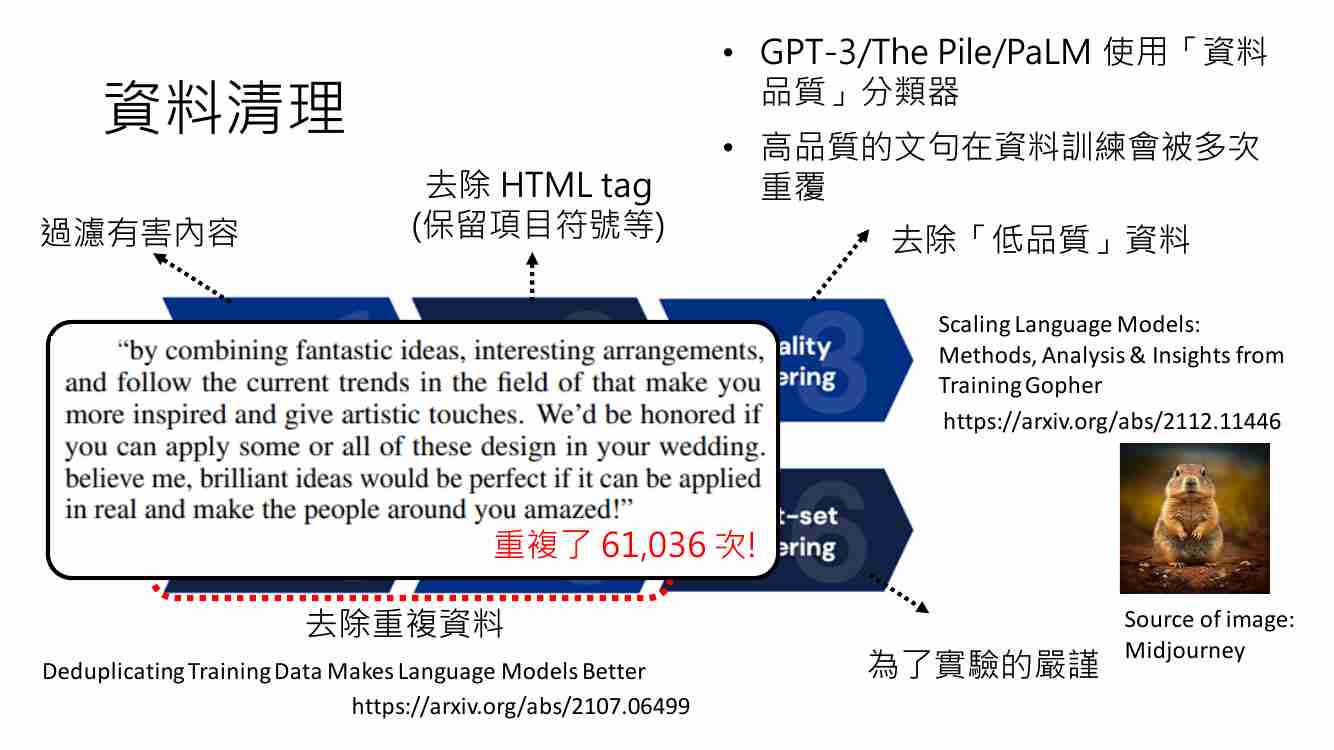 資料清理
• GPT-3/The Pile/PaLM 使用「資料
品質」分類器
• 高品質的文句在資料訓練會被多次
重覆
過濾有害內容
去除 HTML tag
(保留項目符號等)
去除「低品質」資料
3
ality
ering
“by combining fantastic ideas, interesting arrangements,
and follow the current trends in the field of that make you
more inspired and give artistic touches. We’d be honored if
you can apply some or all of these design in your wedding.
believe me, brilliant ideas would be perfect if it can be applied
in real and make the people around you amazed!”
重複了 61,036 次!
Scaling Language Models:
Methods, Analysis & Insights from
Training Gopher
https://arxiv.org/abs/2112.11446
6
t-set
ering
去除重複資料
Deduplicating Training Data Makes Language Models Better
https://arxiv.org/abs/2107.06499
為了實驗的嚴謹
Source of image:
Midjourney